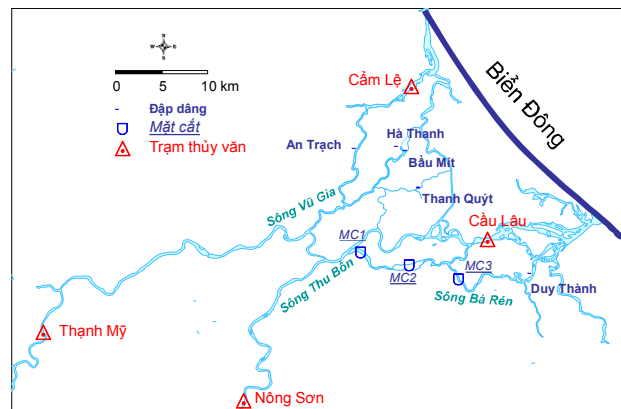 N
W E
S
0 5 10 km
Đập dâng
Mặt cắt
Trạm thủy văn
Cẩm Lệ
Biển Đông
An Trạch
Hà Thanh
Bầu Mít
Thanh Quýt
Sông Vũ Gia
Cầu Lâu
MC1
MC2
MC3
Sông Thu Bồn
Sông Bà Rén
Duy Thành
Thạnh Mỹ
Nông Sơn